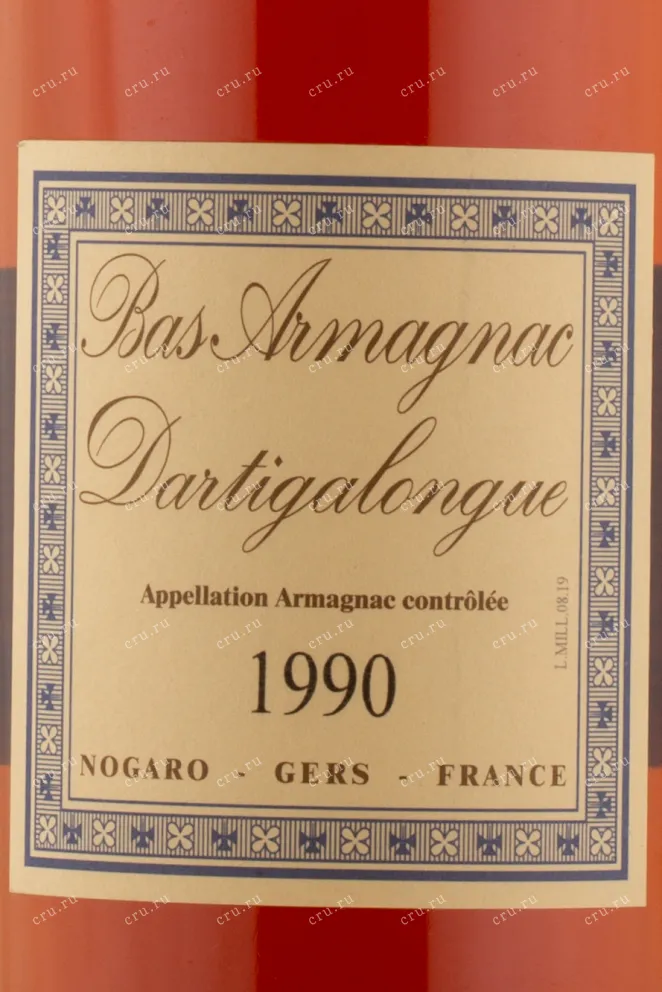 Bas Armagnac
Dartigalongue
Appellation Armagnac contrôlée
1990
NOGARO - GERS - FRANCE
L.MILL.08.19
cru.ru